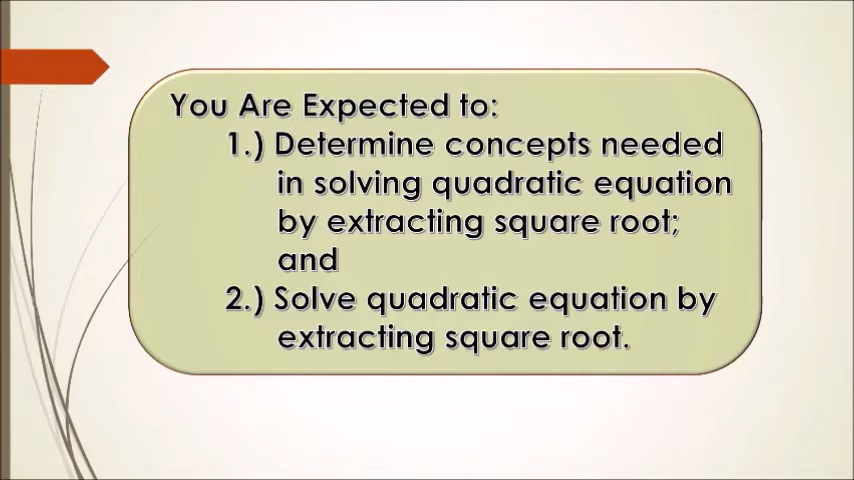 You Are Expected to:
1.) Determine concepts needed
in solving quadratic equation
by extracting square root;
and
2.) Solve quadratic equation by
extracting square root.